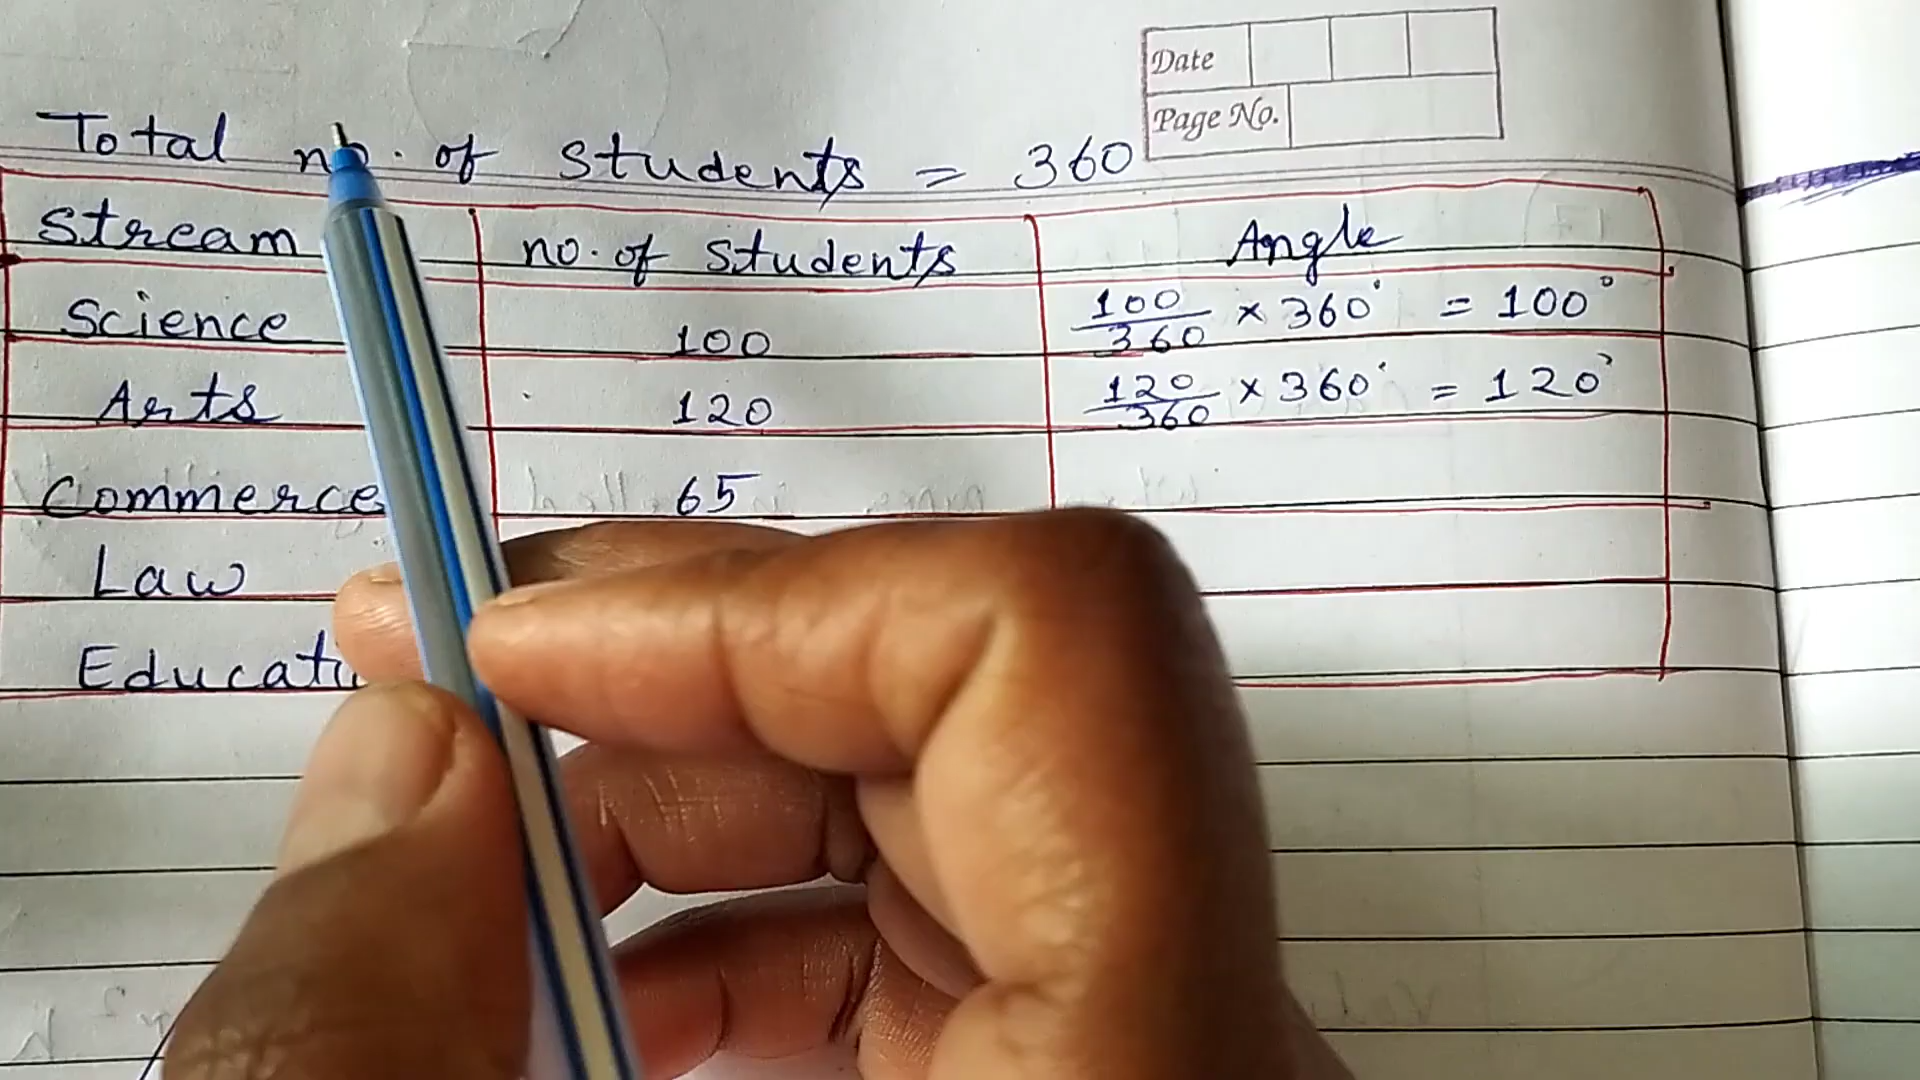 Date
Page No.
Total no. of students = 360
Stream no. of students Angle
Science 100 100/360 × 360° = 100°
Arts 120 120/360 × 360° = 120°
Commerce 65
Law